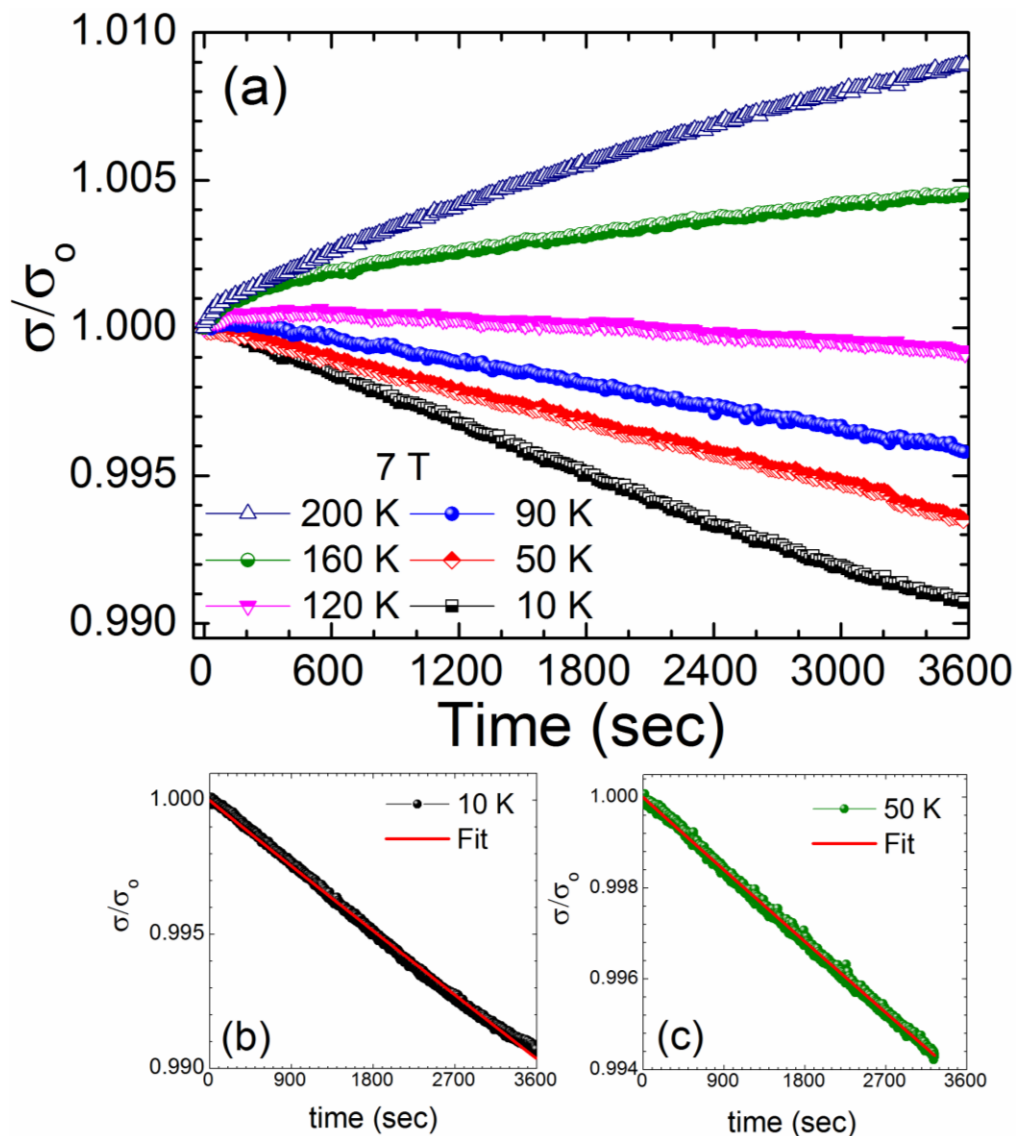 (a)
σ/σo
1.010
1.005
1.000
0.995
0.990
7 T
200 K 90 K
160 K 50 K
120 K 10 K
0 600 1200 1800 2400 3000 3600
Time (sec)
(b)
σ/σo
1.000
0.995
0.990
10 K
Fit
0 900 1800 2700 3600
time (sec)
(c)
σ/σo
1.000
0.998
0.996
0.994
50 K
Fit
0 900 1800 2700 3600
time (sec)